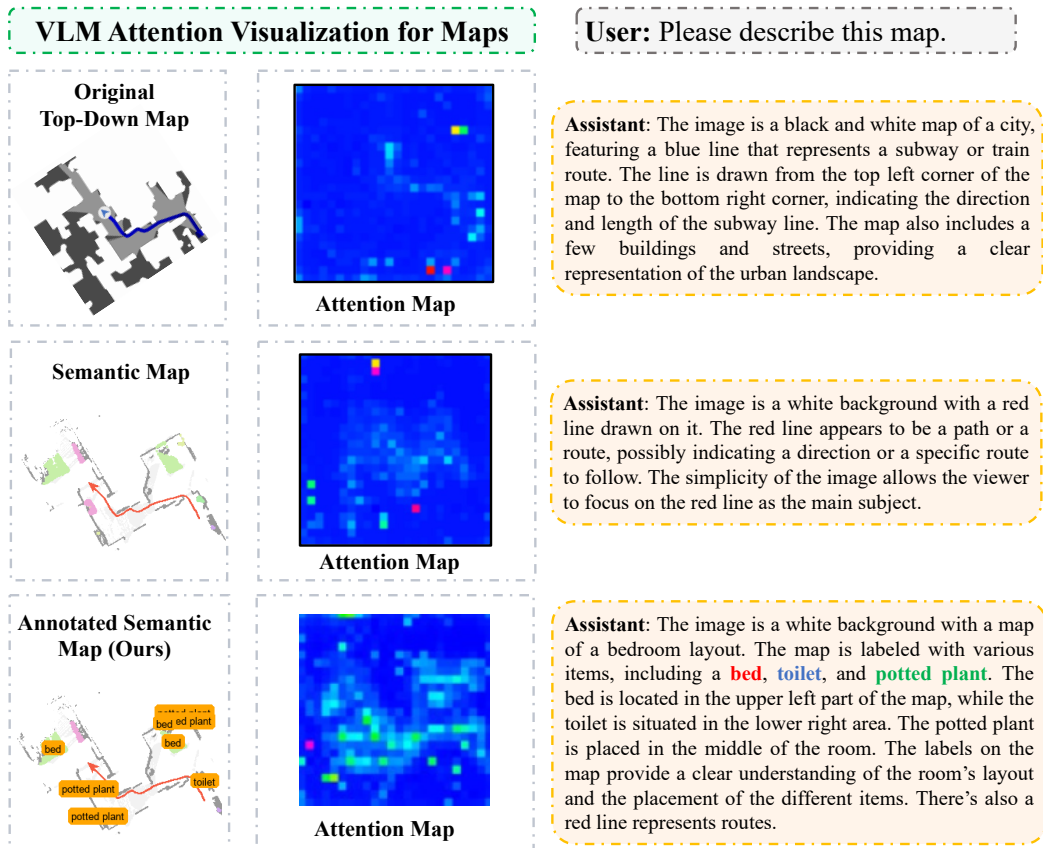 VLM Attention Visualization for Maps
User: Please describe this map.
Original
Top-Down Map
Attention Map
Assistant: The image is a black and white map of a city,
featuring a blue line that represents a subway or train
route. The line is drawn from the top left corner of the
map to the bottom right corner, indicating the direction
and length of the subway line. The map also includes a
few buildings and streets, providing a clear
representation of the urban landscape.
Semantic Map
Attention Map
Assistant: The image is a white background with a red
line drawn on it. The red line appears to be a path or a
route, possibly indicating a direction or a specific route
to follow. The simplicity of the image allows the viewer
to focus on the red line as the main subject.
Annotated Semantic
Map (Ours)
bed
ed plant
bed
bed
toilet
potted plant
potted plant
Attention Map
Assistant: The image is a white background with a map
of a bedroom layout. The map is labeled with various
items, including a bed, toilet, and potted plant. The
bed is located in the upper left part of the map, while the
toilet is situated in the lower right area. The potted plant
is placed in the middle of the room. The labels on the
map provide a clear understanding of the room's layout
and the placement of the different items. There's also a
red line represents routes.